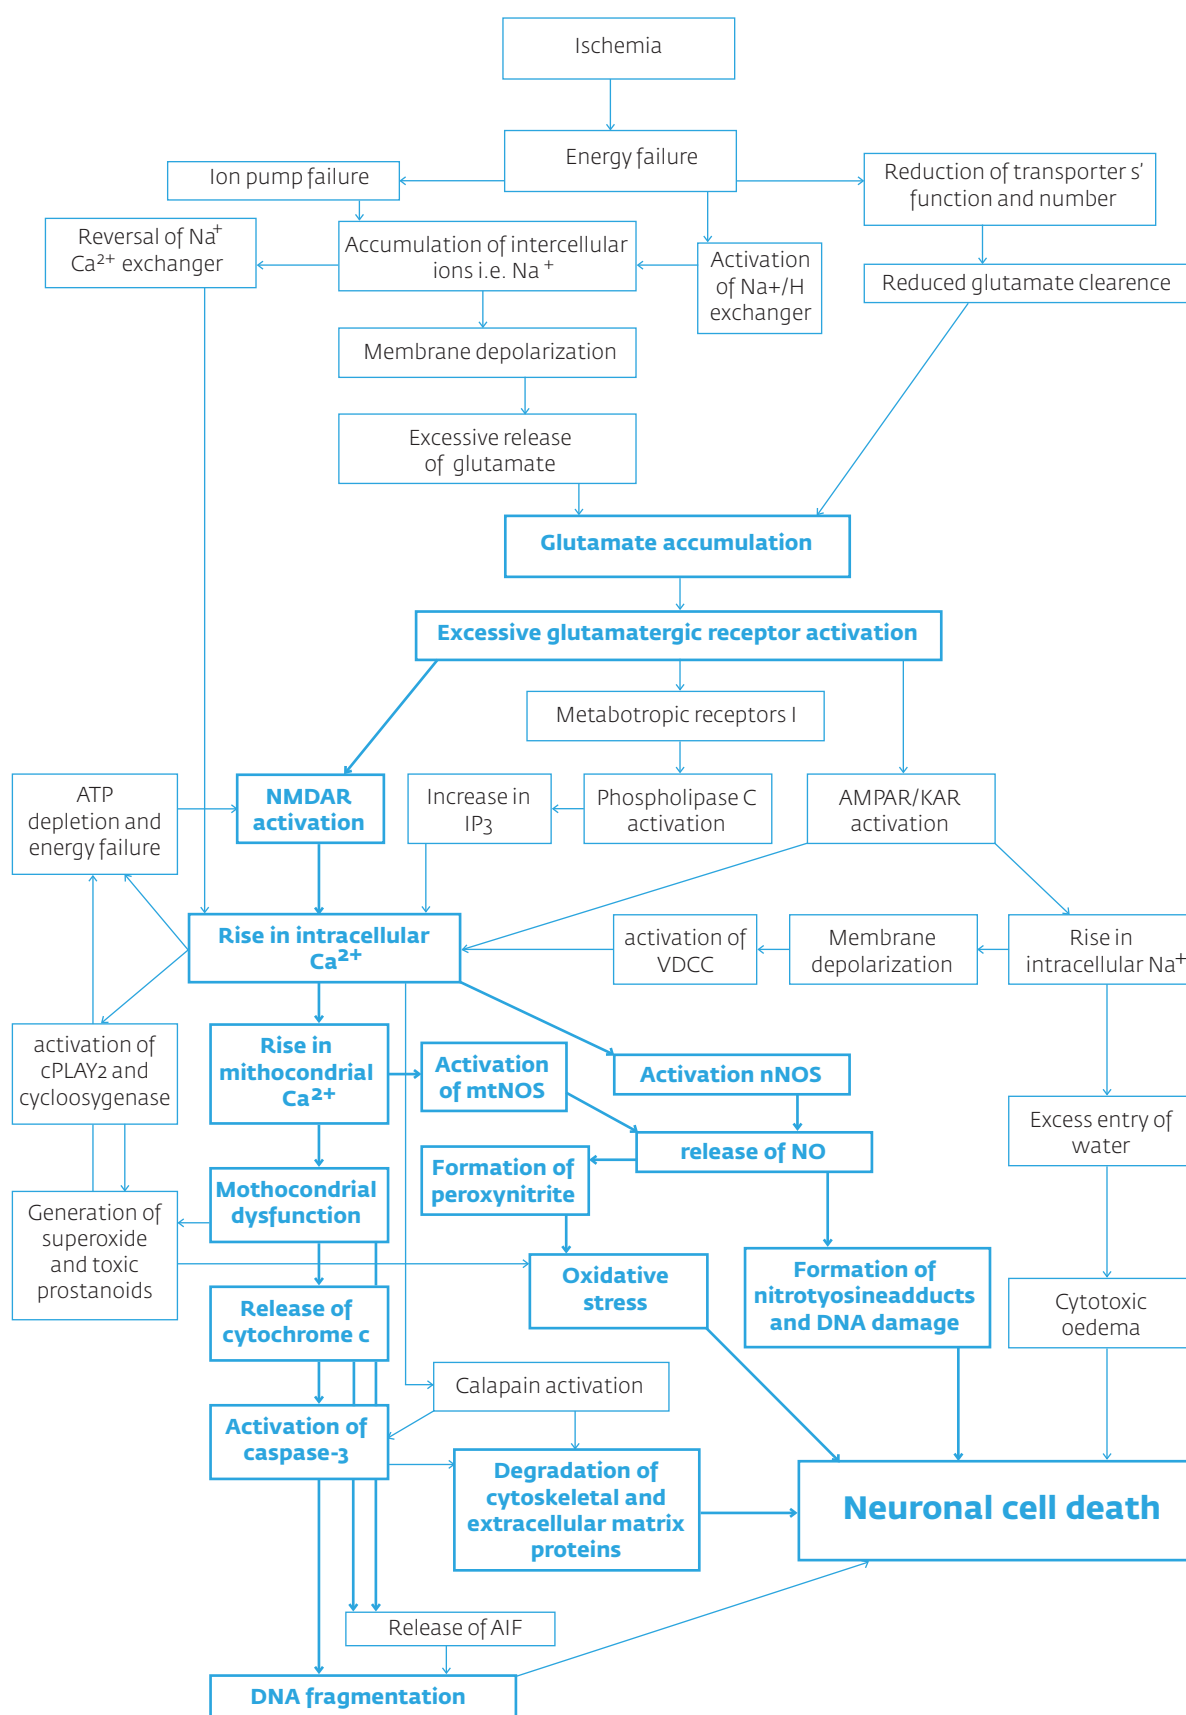 Ischemia
Energy failure
Ion pump failure
Reduction of transporter s'
function and number
Reversal of Na⁺
Ca²⁺ exchanger
Accumulation of intercellular
ions i.e. Na⁺
Activation
of Na+/H
exchanger
Reduced glutamate clearence
Membrane depolarization
Excessive release
of glutamate
Glutamate accumulation
Excessive glutamatergic receptor activation
Metabotropic receptors I
ATP
depletion and
energy failure
NMDAR
activation
Increase in
IP3
Phospholipase C
activation
AMPAR/KAR
activation
Rise in intracellular
Ca²⁺
activation of
VDCC
Membrane
depolarization
Rise in
intracellular Na⁺
activation of
cPLAY2 and
cycloosygenase
Rise in
mithocondrial
Ca²⁺
Activation
of mtNOS
Activation nNOS
Excess entry of
water
release of NO
Formation of
peroxynitrite
Mothocondrial
dysfunction
Generation of
superoxide
and toxic
prostanoids
Oxidative
stress
Formation of
nitrotyosineadducts
and DNA damage
Cytotoxic
oedema
Release of
cytochrome c
Calapain activation
Activation of
caspase-3
Degradation of
cytoskeletal and
extracellular matrix
proteins
Neuronal cell death
Release of AIF
DNA fragmentation